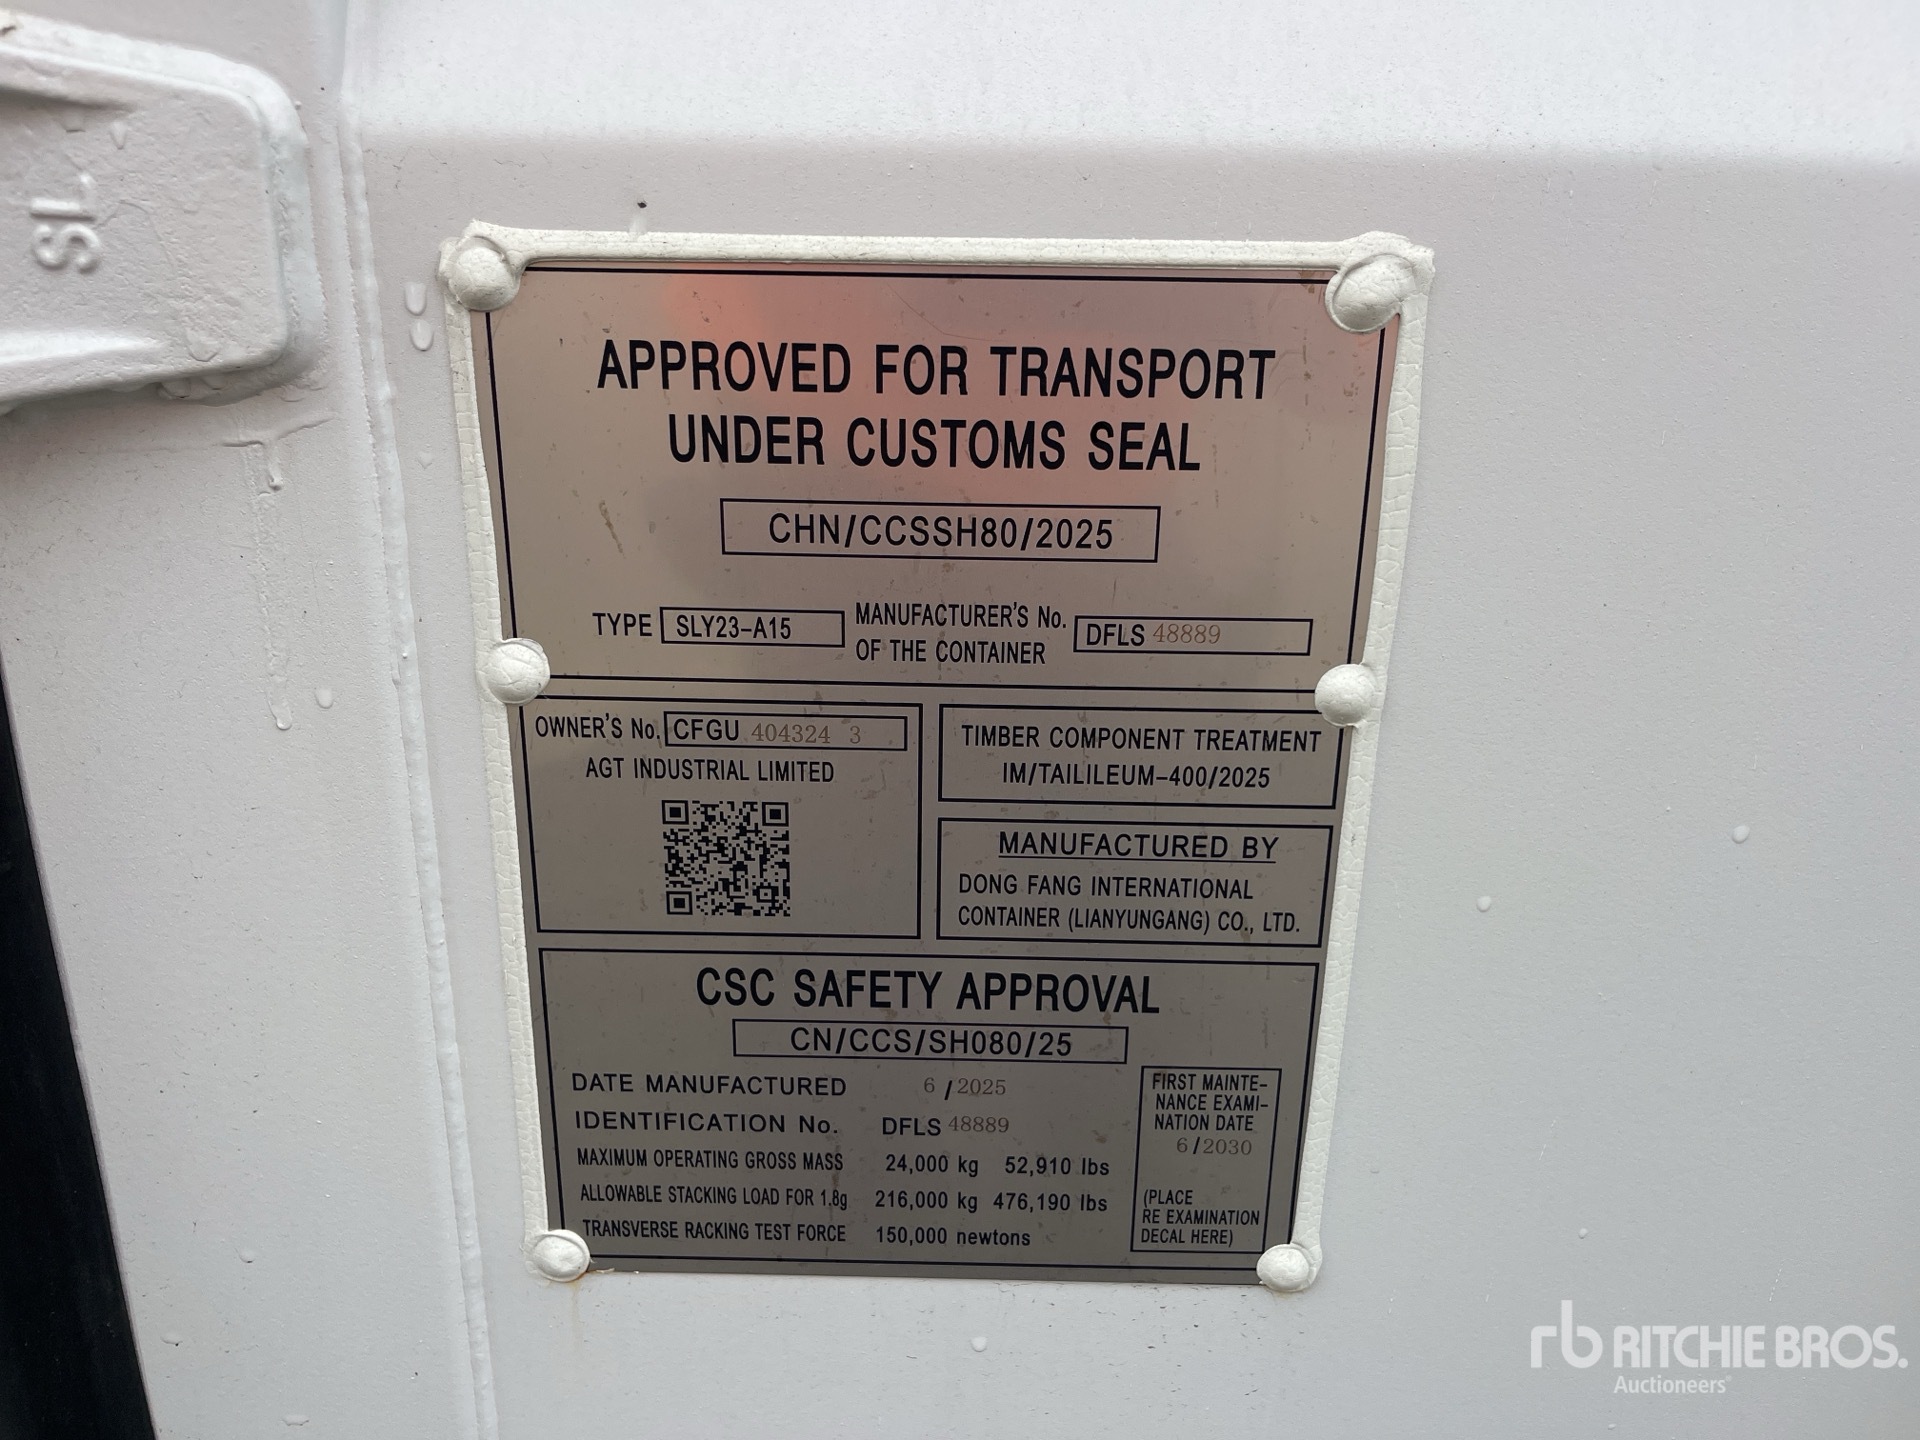 SL
APPROVED FOR TRANSPORT
UNDER CUSTOMS SEAL
CHN/CCSSH80/2025
TYPE SLY23-A15
MANUFACTURER'S No.
OF THE CONTAINER
DFLS 48889
OWNER'S No. CFGU 404324 3
AGT INDUSTRIAL LIMITED
TIMBER COMPONENT TREATMENT
IM/TAILILEUM-400/2025
MANUFACTURED BY
DONG FANG INTERNATIONAL
CONTAINER (LIANYUNGANG) CO., LTD.
CSC SAFETY APPROVAL
CN/CCS/SH080/25
DATE MANUFACTURED 6/2025
IDENTIFICATION No. DFLS 48889
MAXIMUM OPERATING GROSS MASS 24,000 kg 52,910 lbs
ALLOWABLE STACKING LOAD FOR 1.8g 216,000 kg 476,190 lbs
TRANSVERSE RACKING TEST FORCE 150,000 newtons
FIRST MAINTE-
NANCE EXAMI-
NATION DATE
6/2030
(PLACE
RE EXAMINATION
DECAL HERE)
rb RITCHIE BROS.
Auctioneers